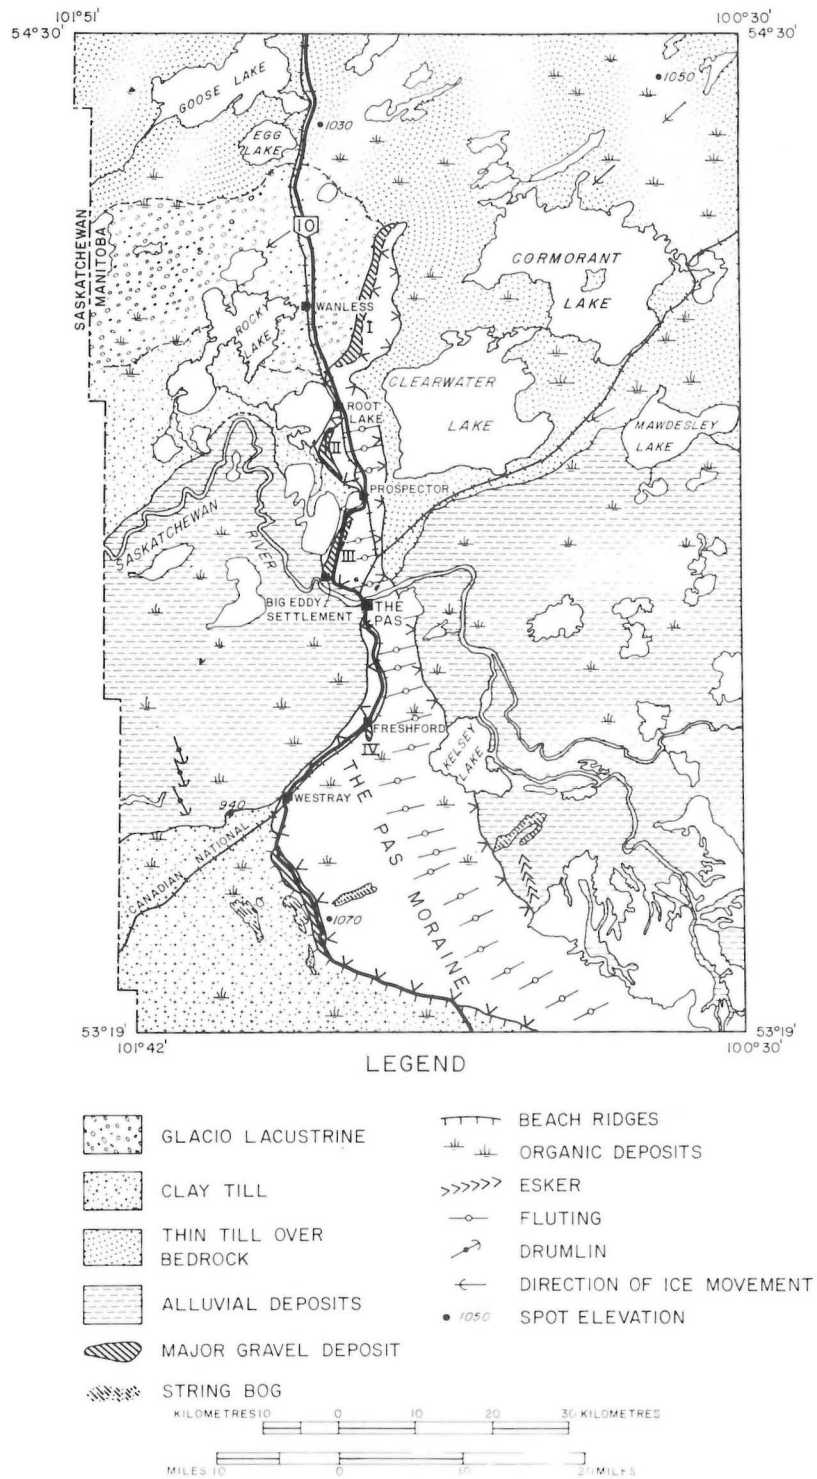 101°51'
100°30'
54°30'
54°30'
GOOSE LAKE
1050
1030
EGG
LAKE
SASKATCHEWAN
MANITOBA
10
CORMORANT
LAKE
WANLESS
ROCKY
LAKE
I
CLEARWATER
LAKE
ROOT
LAKE
MAWDESLEY
LAKE
II
PROSPECTOR
SASKATCHEWAN
RIVER
III
BIG EDDY
SETTLEMENT
THE
PAS
FRESHFORD
IV
KELSEY
LAKE
WESTRAY
940
CANADIAN NATIONAL
THE PAS MORAINE
1070
53°19'
53°19'
101°42'
100°30'
LEGEND
GLACIO LACUSTRINE
CLAY TILL
THIN TILL OVER
BEDROCK
ALLUVIAL DEPOSITS
MAJOR GRAVEL DEPOSIT
STRING BOG
BEACH RIDGES
ORGANIC DEPOSITS
ESKER
FLUTING
DRUMLIN
DIRECTION OF ICE MOVEMENT
1050 SPOT ELEVATION
KILOMETRES 10 0 10 20 30 KILOMETRES
MILES 10 0 10 20 MILES